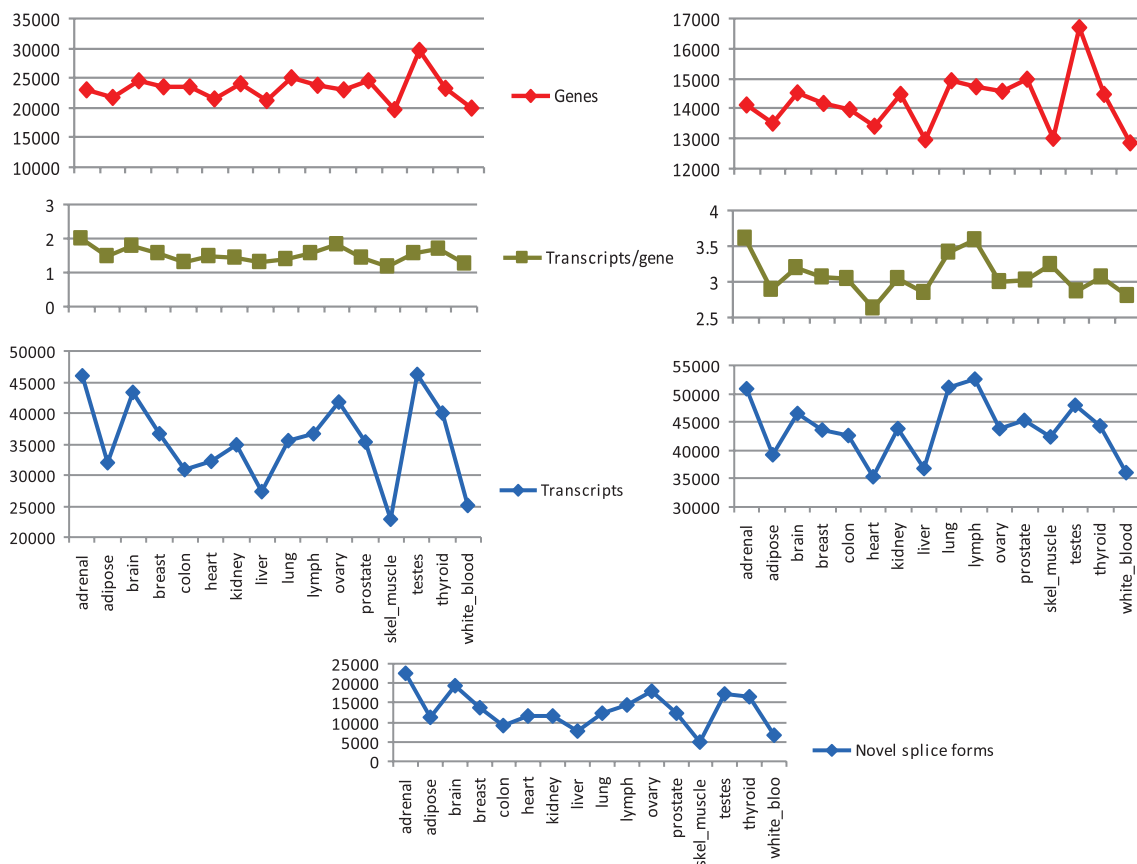 35000
30000
25000
20000
15000
10000
Genes
17000
16000
15000
14000
13000
12000
3
2
1
0
Transcripts/gene
4
3.5
3
2.5
50000
45000
40000
35000
30000
25000
20000
adrenal
adipose
brain
breast
colon
heart
kidney
liver
lung
lymph
ovary
prostate
skel_muscle
testes
thyroid
white_blood
Transcripts
55000
50000
45000
40000
35000
30000
adrenal
adipose
brain
breast
colon
heart
kidney
liver
lung
lymph
ovary
prostate
skel_muscle
testes
thyroid
white_blood
25000
20000
15000
10000
5000
0
adrenal
adipose
brain
breast
colon
heart
kidney
liver
lung
lymph
ovary
prostate
skel_muscle
testes
thyroid
white_bloo
Novel splice forms